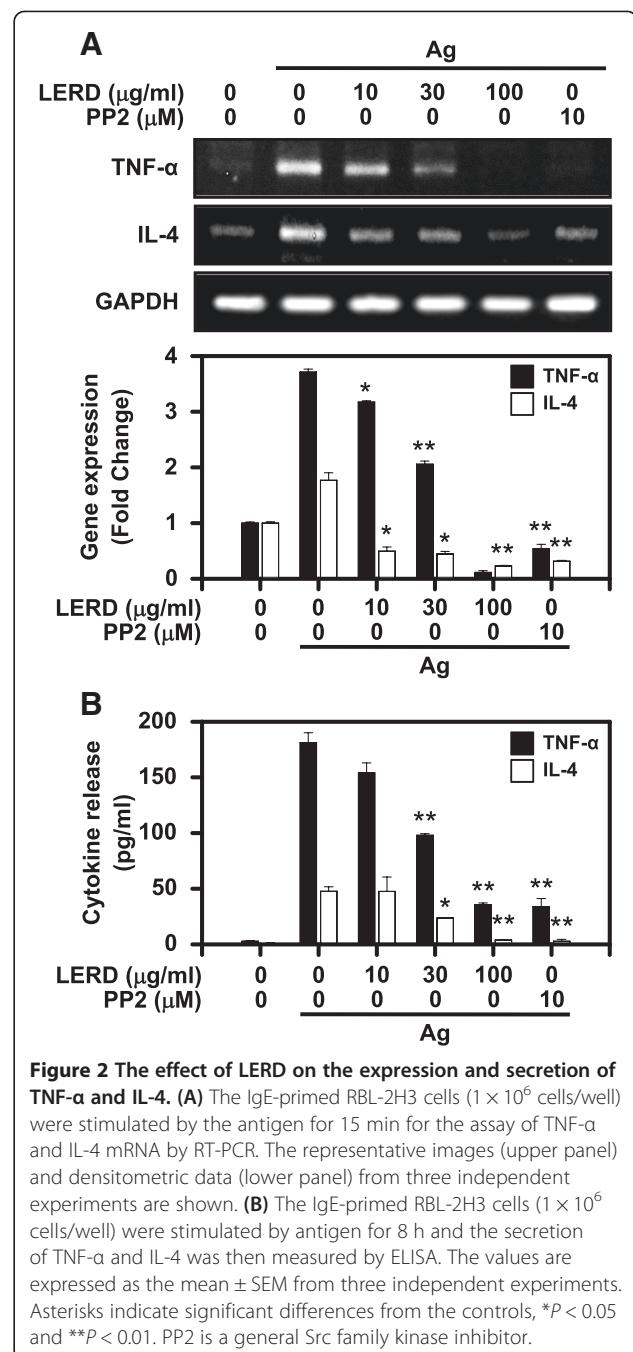 A
Ag
LERD (μg/ml) 0 0 10 30 100 0
PP2 (μM) 0 0 0 0 0 10
TNF-α
IL-4
GAPDH
4
3
2
1
0
Gene expression
(Fold Change)
TNF-α
IL-4
*
*
**
*
**
**
**
LERD (μg/ml) 0 0 10 30 100 0
PP2 (μM) 0 0 0 0 0 10
Ag
B
200
150
100
50
0
Cytokine release
(pg/ml)
TNF-α
IL-4
**
*
**
**
**
**
LERD (μg/ml) 0 0 10 30 100 0
PP2 (μM) 0 0 0 0 0 10
Ag
Figure 2 The effect of LERD on the expression and secretion of
TNF-α and IL-4. (A) The IgE-primed RBL-2H3 cells (1 × 10⁶ cells/well)
were stimulated by the antigen for 15 min for the assay of TNF-α
and IL-4 mRNA by RT-PCR. The representative images (upper panel)
and densitometric data (lower panel) from three independent
experiments are shown. (B) The IgE-primed RBL-2H3 cells (1 × 10⁶
cells/well) were stimulated by antigen for 8 h and the secretion
of TNF-α and IL-4 was then measured by ELISA. The values are
expressed as the mean ± SEM from three independent experiments.
Asterisks indicate significant differences from the controls, *P < 0.05
and **P < 0.01. PP2 is a general Src family kinase inhibitor.